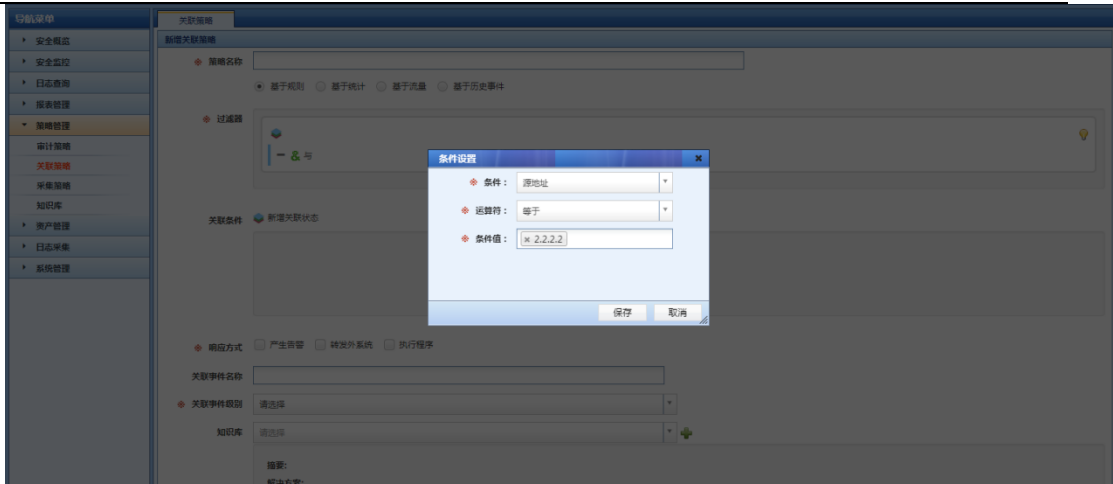 导航菜单
安全概览
安全监控
日志查询
报表管理
策略管理
审计策略
关联策略
采集策略
知识库
资产管理
日志采集
系统管理
关联策略
新增关联策略
※ 策略名称
基于规则 基于统计 基于流量 基于历史事件
※ 过滤器
- & 与
关联条件 新增关联状态
※ 响应方式 产生告警 转发外系统 执行程序
关联事件名称
※ 关联事件级别 请选择
知识库 请选择
摘要:
解决方案:
条件设置 ×
※ 条件： 源地址
※ 运算符： 等于
※ 条件值： × 2.2.2.2
保存 取消